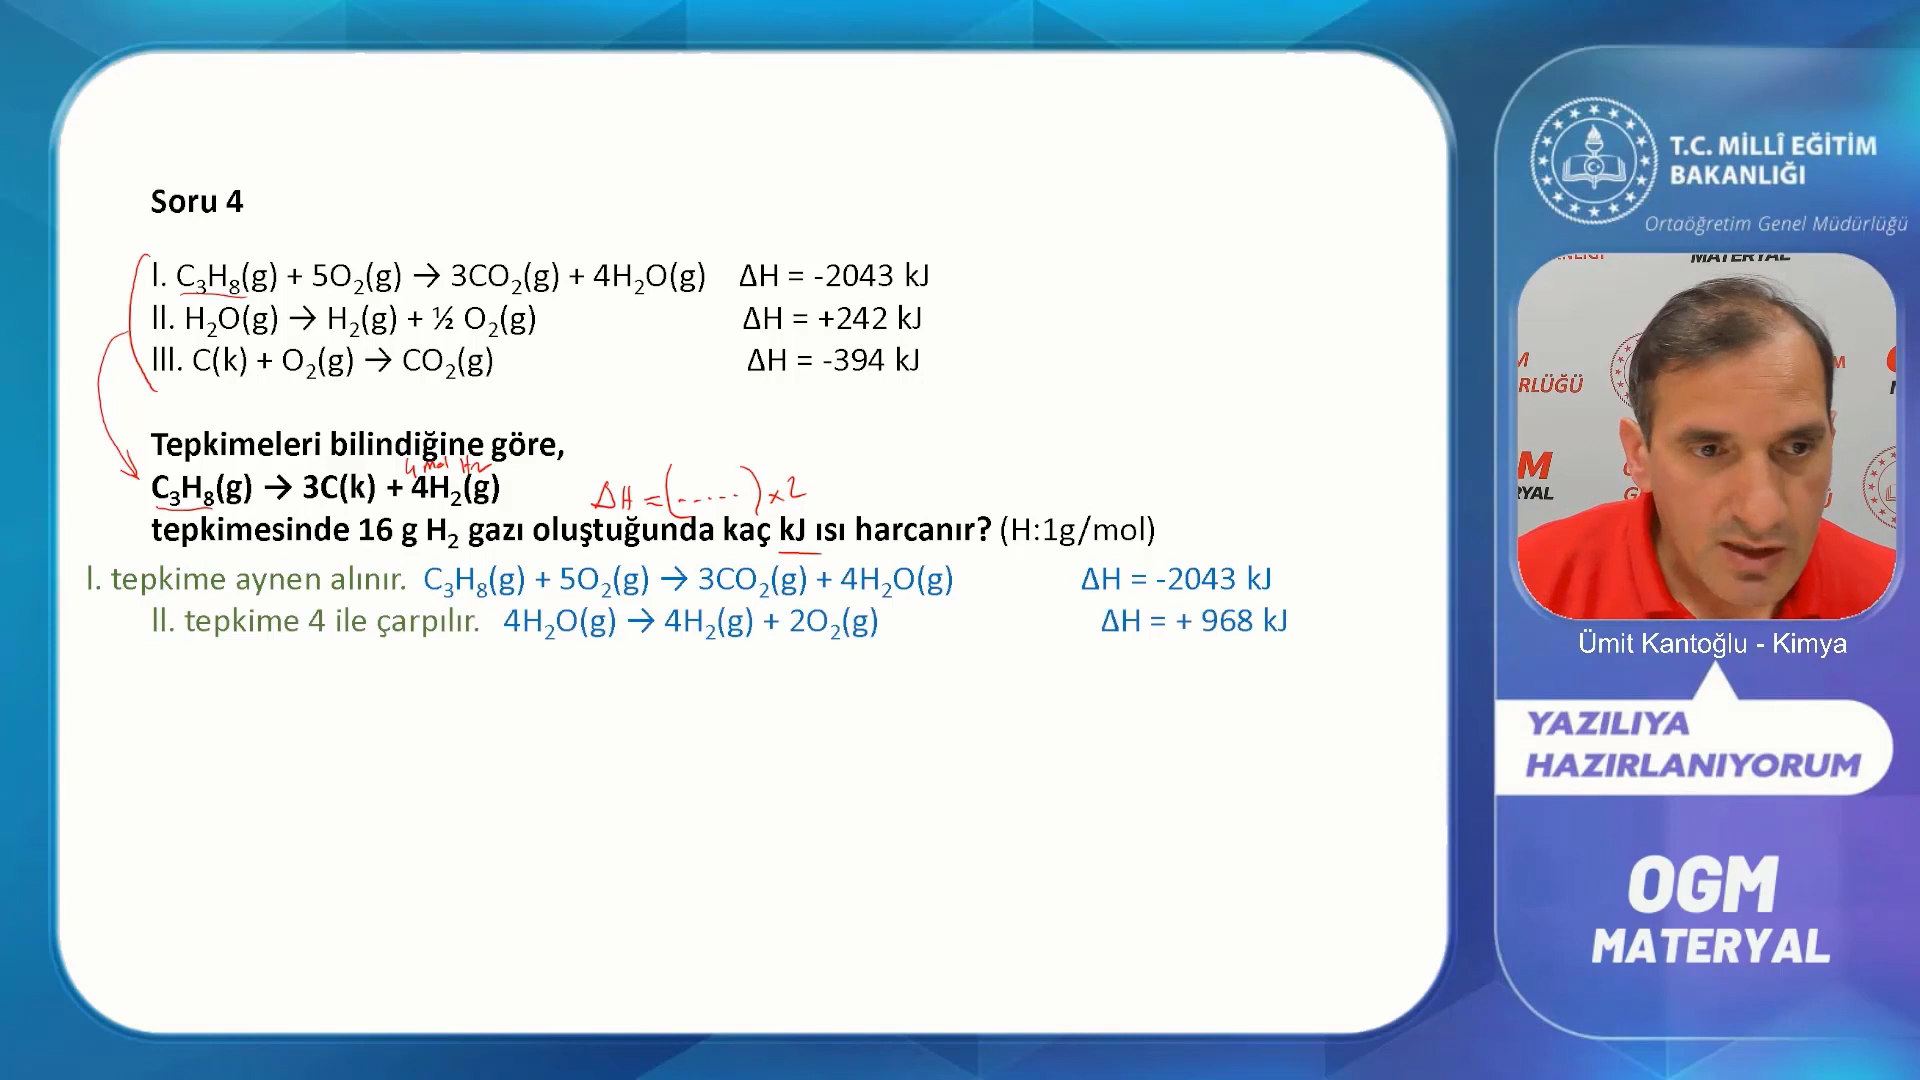 Soru 4
I. C₃H₈(g) + 5O₂(g) → 3CO₂(g) + 4H₂O(g) ΔH = -2043 kJ
II. H₂O(g) → H₂(g) + ½ O₂(g) ΔH = +242 kJ
III. C(k) + O₂(g) → CO₂(g) ΔH = -394 kJ
Tepkimeleri bilindiğine göre,
4 mol H₂
C₃H₈(g) → 3C(k) + 4H₂(g)
ΔH = (.....) x 2
tepkimesinde 16 g H₂ gazı oluştuğunda kaç kJ ısı harcanır? (H:1g/mol)
I. tepkime aynen alınır. C₃H₈(g) + 5O₂(g) → 3CO₂(g) + 4H₂O(g) ΔH = -2043 kJ
II. tepkime 4 ile çarpılır. 4H₂O(g) → 4H₂(g) + 2O₂(g) ΔH = + 968 kJ
T.C. MİLLÎ EĞİTİM
BAKANLIĞI
Ortaöğretim Genel Müdürlüğü
MATERYAL
RLÜĞÜ
M
RYAL
Ümit Kantoğlu - Kimya
YAZILIYA
HAZIRLANIYORUM
OGM
MATERYAL